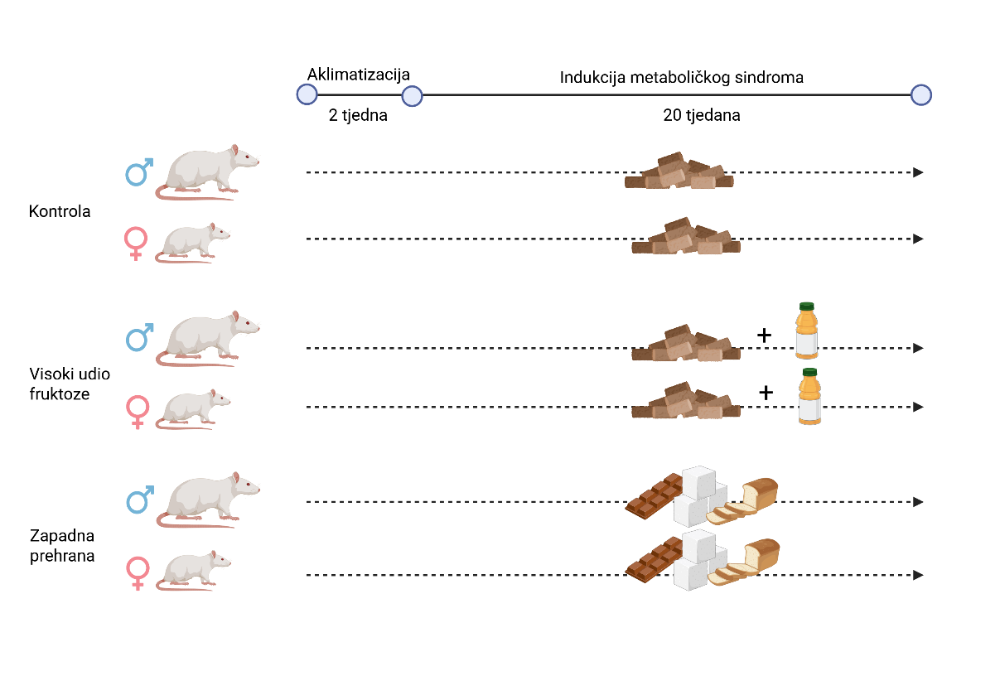 Aklimatizacija
Indukcija metaboličkog sindroma
2 tjedna
20 tjedana
Kontrola
+
Visoki udio
fruktoze
+
Zapadna
prehrana